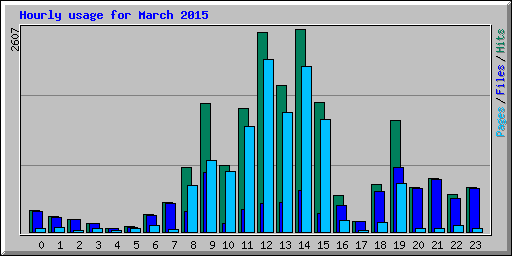 Hourly usage for March 2015
2607
Pages / Files / Hits
0 1 2 3 4 5 6 7 8 9 10 11 12 13 14 15 16 17 18 19 20 21 22 23